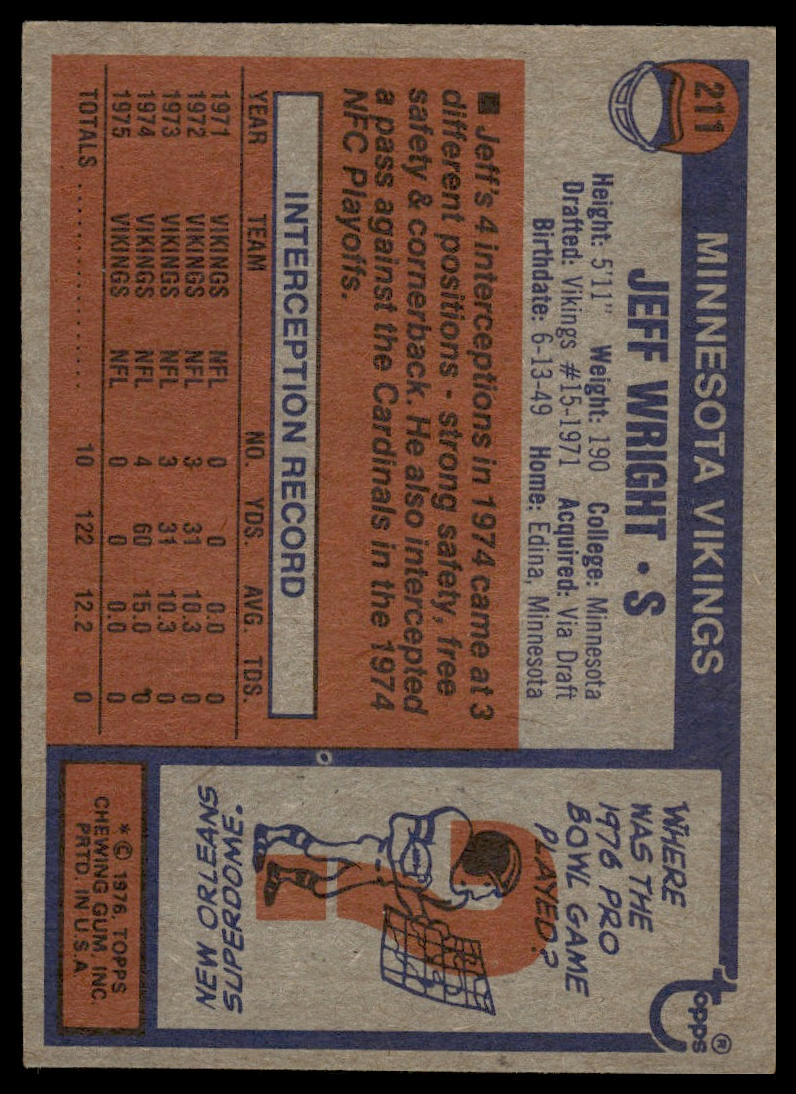 211
MINNESOTA VIKINGS
JEFF WRIGHT • S
Height: 5'11" Weight: 190 College: Minnesota
Drafted: Vikings #15-1971 Acquired: Via Draft
Birthdate: 6-13-49 Home: Edina, Minnesota
■ Jeff's 4 interceptions in 1974 came at 3
different positions - strong safety, free
safety & cornerback. He also intercepted
a pass against the Cardinals in the 1974
NFC Playoffs.
INTERCEPTION RECORD
YEAR TEAM NO. YDS. AVG. TDS.
1971 VIKINGS NFL 0 0 0.0 0
1972 VIKINGS NFL 3 31 10.3 0
1973 VIKINGS NFL 3 31 10.3 0
1974 VIKINGS NFL 4 60 15.0 0
1975 VIKINGS NFL 0 0 0.0 0
TOTALS .................... 10 122 12.2 0
topps®
WHERE
WAS THE
1976 PRO
BOWL GAME
PLAYED?
NEW ORLEANS
SUPERDOME.
* © 1976, TOPPS
CHEWING GUM, INC.
PRTD. IN U.S.A